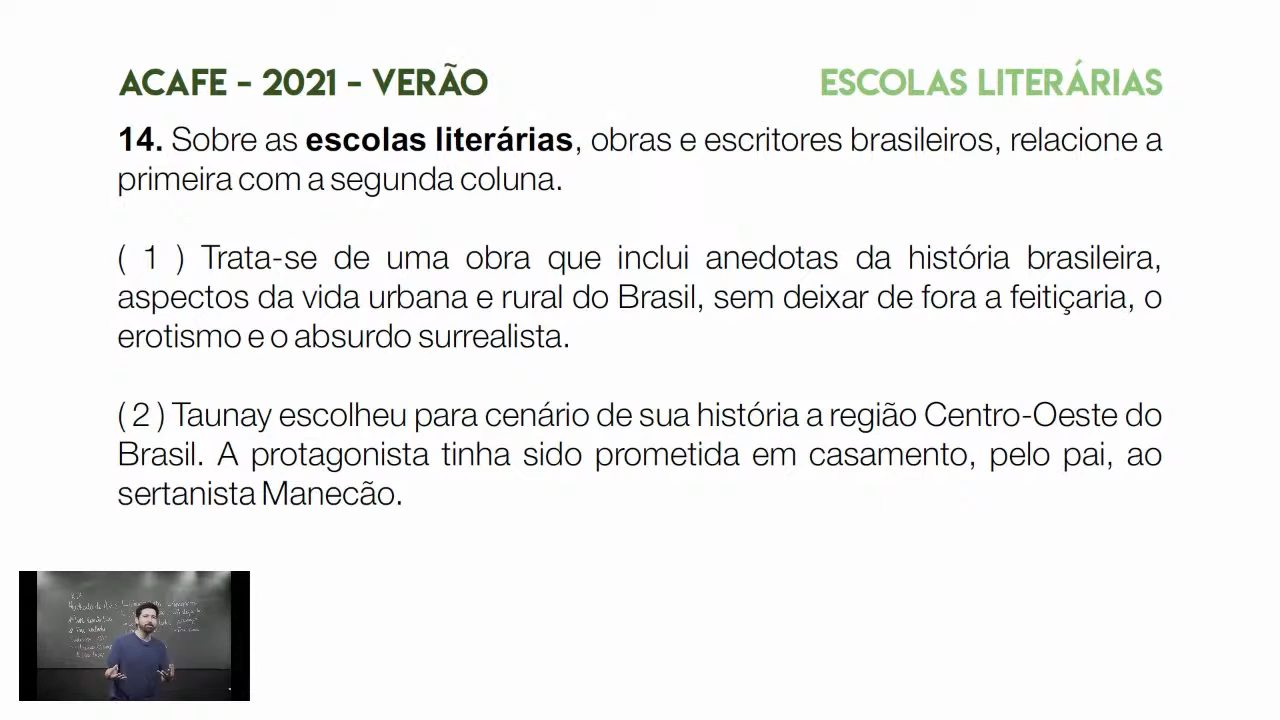 ACAFE - 2021 - VERÃO
ESCOLAS LITERÁRIAS
14. Sobre as escolas literárias, obras e escritores brasileiros, relacione a
primeira com a segunda coluna.
( 1 ) Trata-se de uma obra que inclui anedotas da história brasileira,
aspectos da vida urbana e rural do Brasil, sem deixar de fora a feitiçaria, o
erotismo e o absurdo surrealista.
( 2 ) Taunay escolheu para cenário de sua história a região Centro-Oeste do
Brasil. A protagonista tinha sido prometida em casamento, pelo pai, ao
sertanista Manecão.